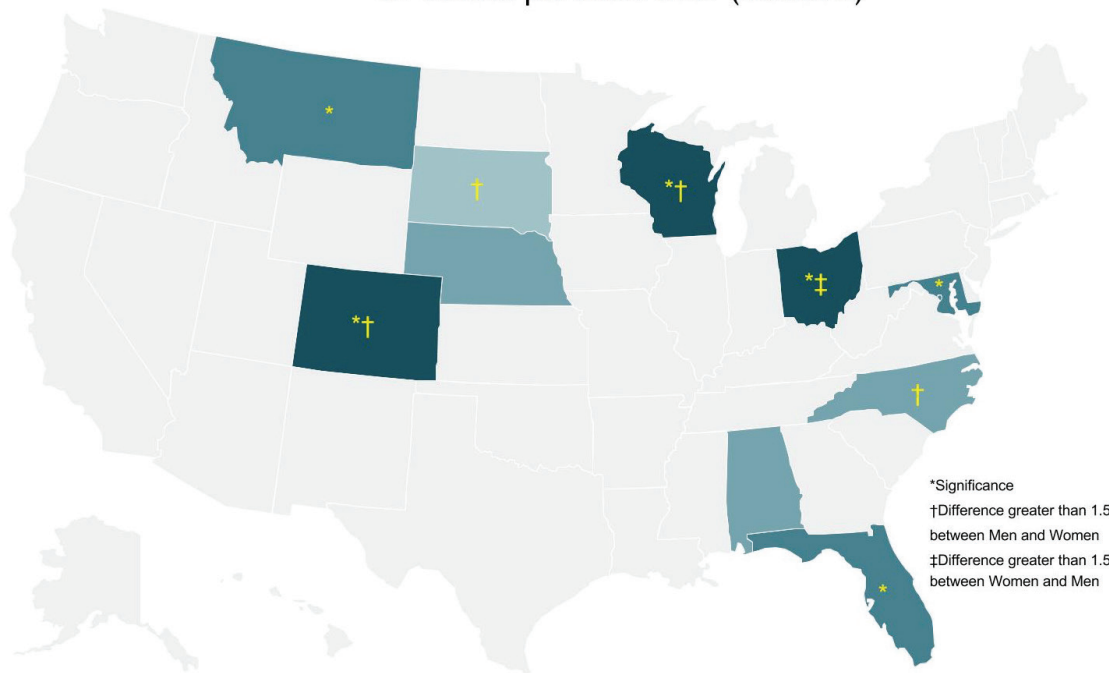 *
†
*†
*‡
*
*†
†
*Significance
†Difference greater than 1.5
between Men and Women
‡Difference greater than 1.5
between Women and Men
*